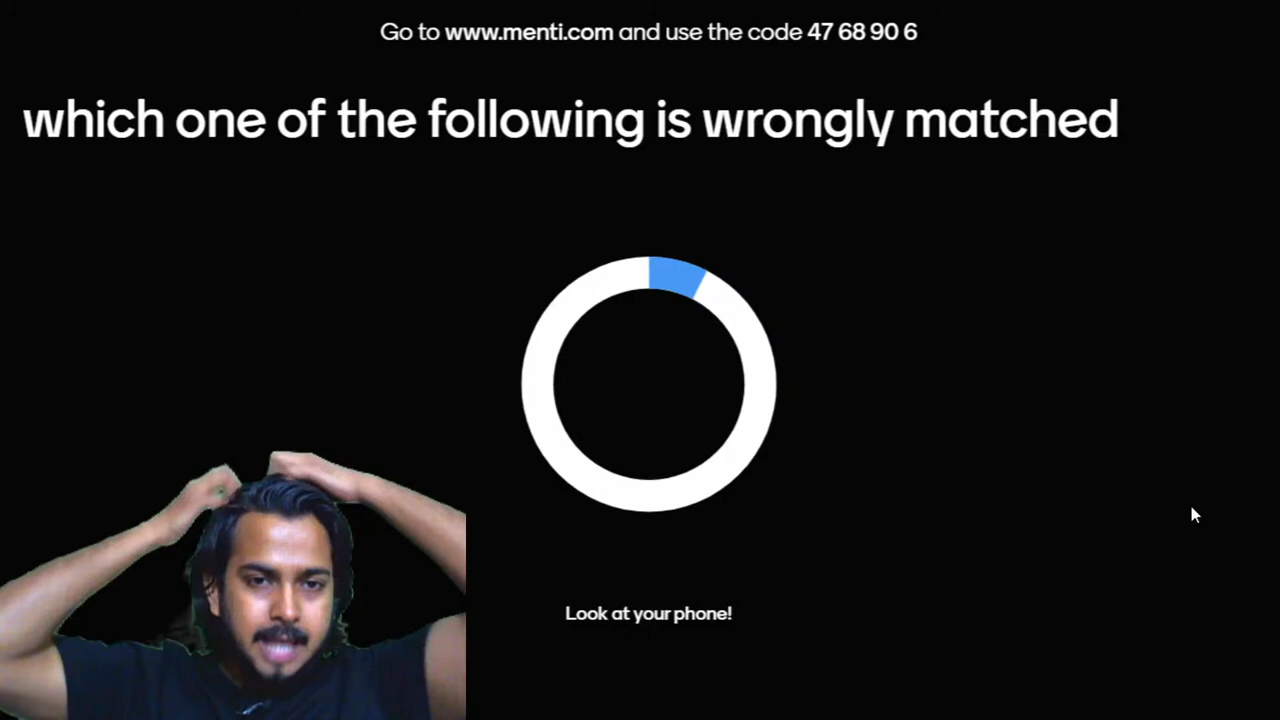 Go to www.menti.com and use the code 47 68 90 6
which one of the following is wrongly matched
Look at your phone!